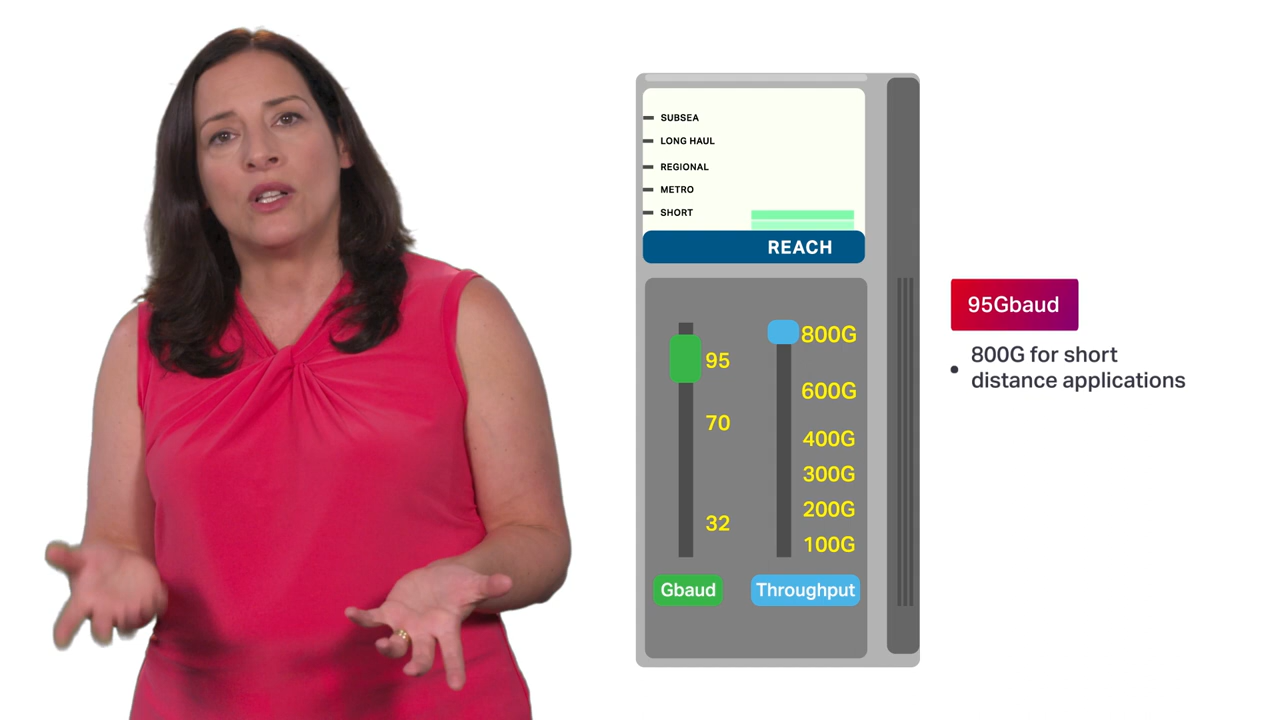 SUBSEA
LONG HAUL
REGIONAL
METRO
SHORT
REACH
95
70
32
Gbaud
800G
600G
400G
300G
200G
100G
Throughput
95Gbaud
• 800G for short
distance applications